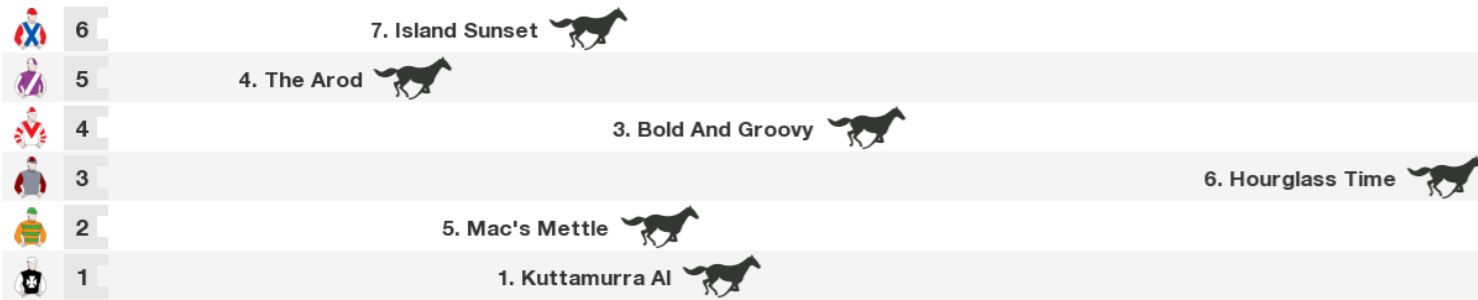 6 7. Island Sunset
5 4. The Arod
4 3. Bold And Groovy
3 6. Hourglass Time
2 5. Mac's Mettle
1 1. Kuttamurra Al